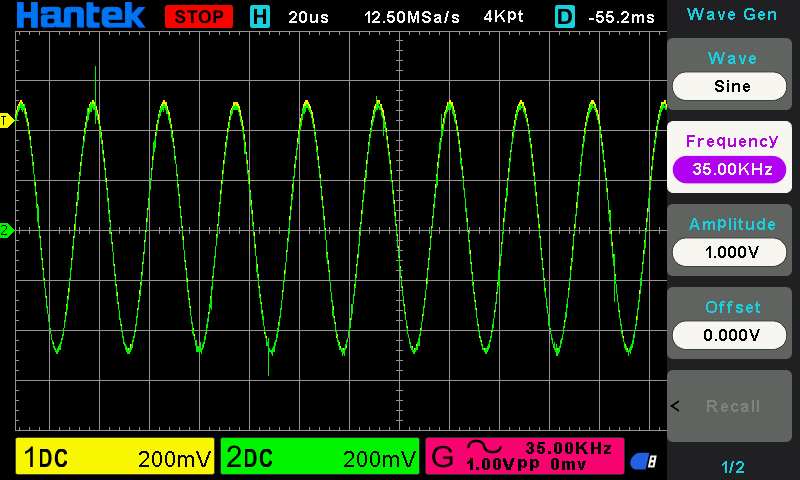 Hantek STOP H 20us 12.50MSa/s 4Kpt D -55.2ms
Wave Gen
Wave
Sine
T
Frequency
35.00KHz
Amplitude
2
1.000V
Offset
0.000V
< Recall
1DC 200mV 2DC 200mV G 35.00KHz
1.00VPP 0mv
8
1/2